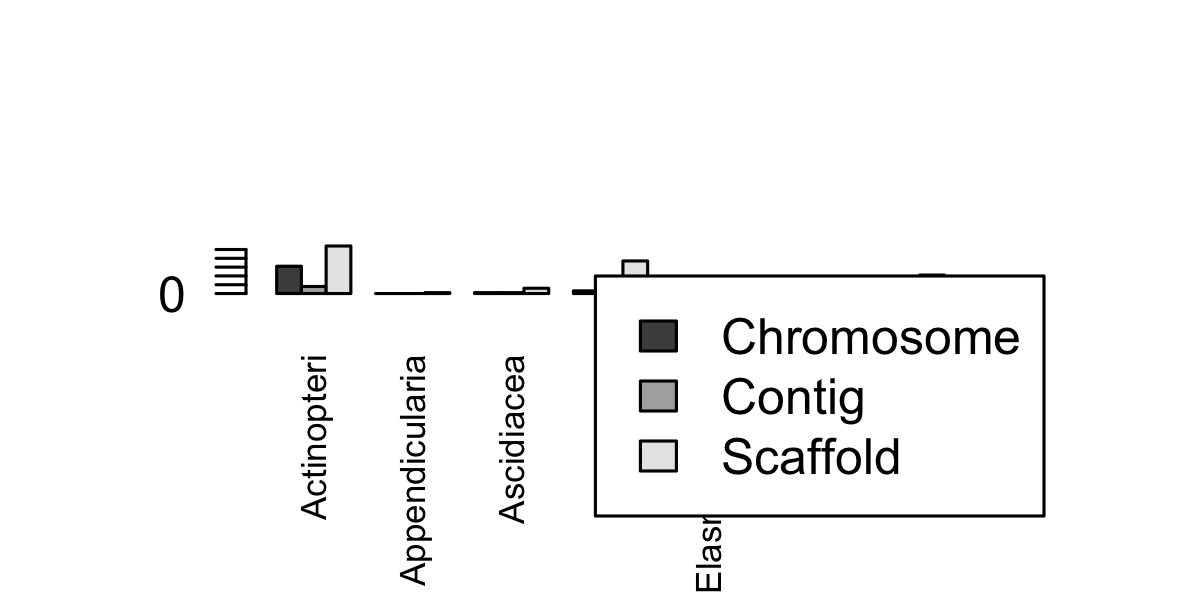 0
Actinopteri
Appendicularia
Ascidiacea
Chromosome
Contig
Scaffold